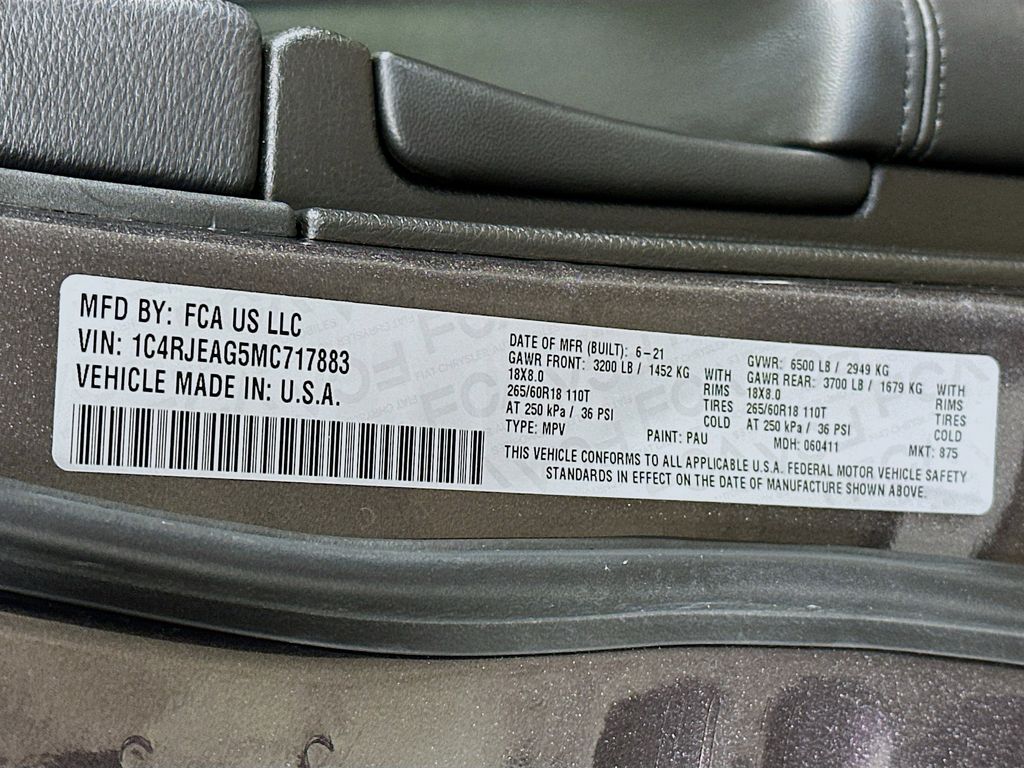 MFD BY: FCA US LLC
VIN: 1C4RJEAG5MC717883
VEHICLE MADE IN: U.S.A.
DATE OF MFR (BUILT): 6-21
GAWR FRONT: 3200 LB / 1452 KG WITH
18X8.0 RIMS
265/60R18 110T TIRES
AT 250 kPa / 36 PSI COLD
TYPE: MPV PAINT: PAU
GVWR: 6500 LB / 2949 KG
GAWR REAR: 3700 LB / 1679 KG WITH
18X8.0 RIMS
265/60R18 110T TIRES
AT 250 kPa / 36 PSI COLD
MDH: 060411 MKT: 875
THIS VEHICLE CONFORMS TO ALL APPLICABLE U.S.A. FEDERAL MOTOR VEHICLE SAFETY
STANDARDS IN EFFECT ON THE DATE OF MANUFACTURE SHOWN ABOVE.